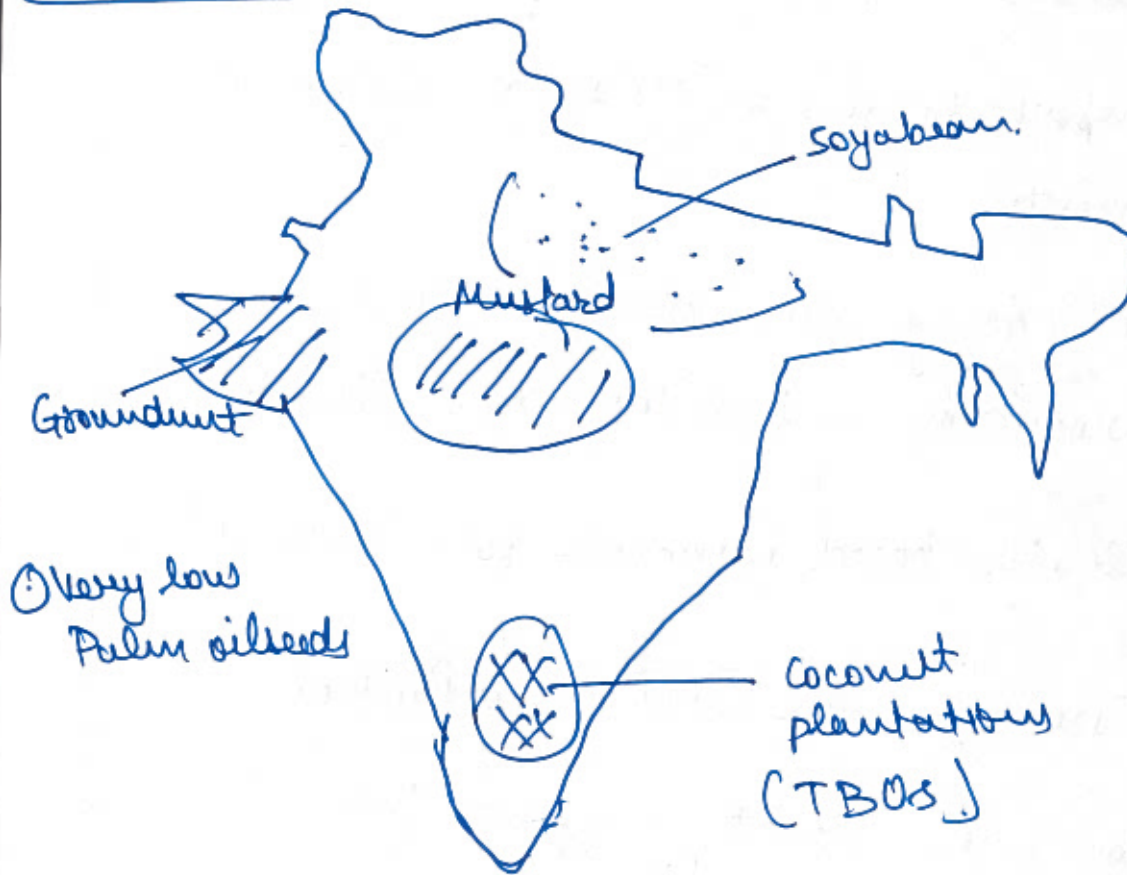 soyabean.
Mustard
Groundnut
① Very low
Palm oilseeds
coconut
plantations
(TBOs)